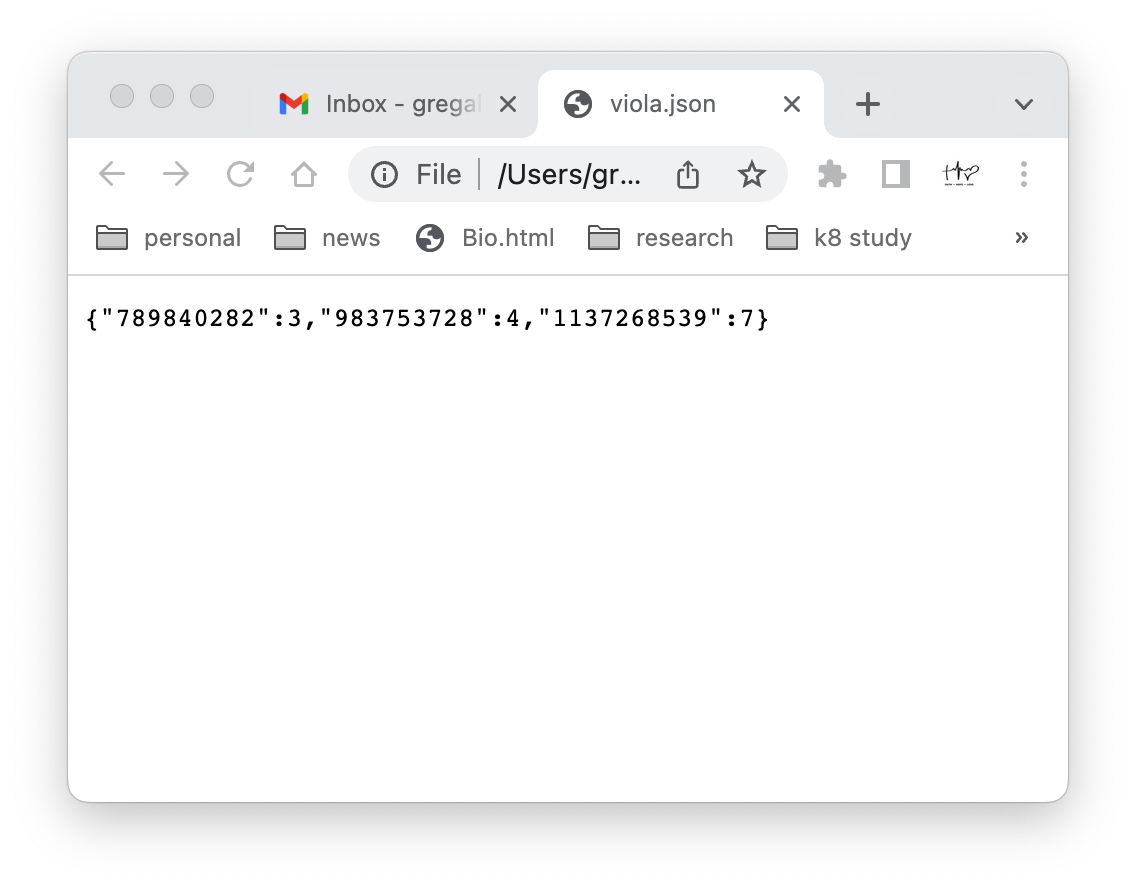 Inbox - gregal
viola.json
File
/Users/gr...
personal
news
Bio.html
research
k8 study
»
{"789840282":3,"983753728":4,"1137268539":7}